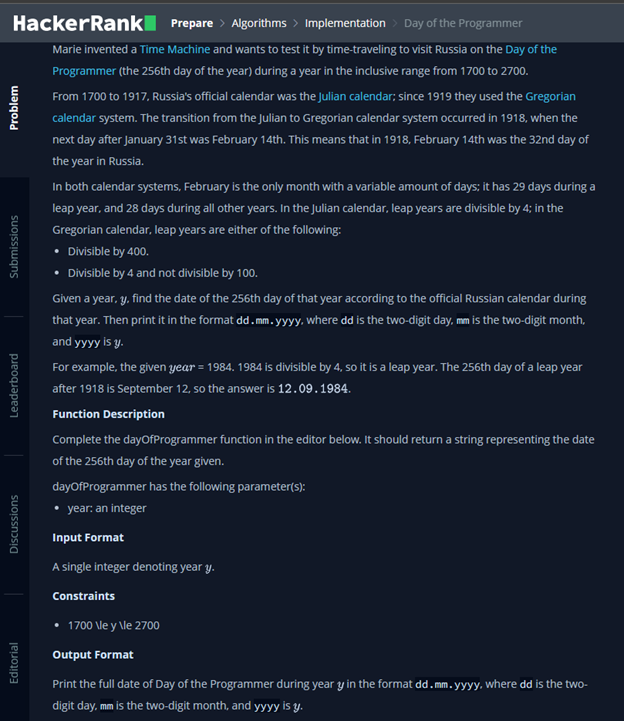 HackerRank Prepare > Algorithms > Implementation > Day of the Programmer
Problem
Submissions
Leaderboard
Discussions
Editorial
Marie invented a Time Machine and wants to test it by time-traveling to visit Russia on the Day of the
Programmer (the 256th day of the year) during a year in the inclusive range from 1700 to 2700.
From 1700 to 1917, Russia's official calendar was the Julian calendar; since 1919 they used the Gregorian
calendar system. The transition from the Julian to Gregorian calendar system occurred in 1918, when the
next day after January 31st was February 14th. This means that in 1918, February 14th was the 32nd day of
the year in Russia.
In both calendar systems, February is the only month with a variable amount of days; it has 29 days during a
leap year, and 28 days during all other years. In the Julian calendar, leap years are divisible by 4; in the
Gregorian calendar, leap years are either of the following:
• Divisible by 400.
• Divisible by 4 and not divisible by 100.
Given a year, y, find the date of the 256th day of that year according to the official Russian calendar during
that year. Then print it in the format dd.mm.yyyy, where dd is the two-digit day, mm is the two-digit month,
and yyyy is y.
For example, the given year = 1984. 1984 is divisible by 4, so it is a leap year. The 256th day of a leap year
after 1918 is September 12, so the answer is 12.09.1984.
Function Description
Complete the dayOfProgrammer function in the editor below. It should return a string representing the date
of the 256th day of the year given.
dayOfProgrammer has the following parameter(s):
• year: an integer
Input Format
A single integer denoting year y.
Constraints
• 1700 \le y \le 2700
Output Format
Print the full date of Day of the Programmer during year y in the format dd.mm.yyyy, where dd is the two-
digit day, mm is the two-digit month, and yyyy is y.